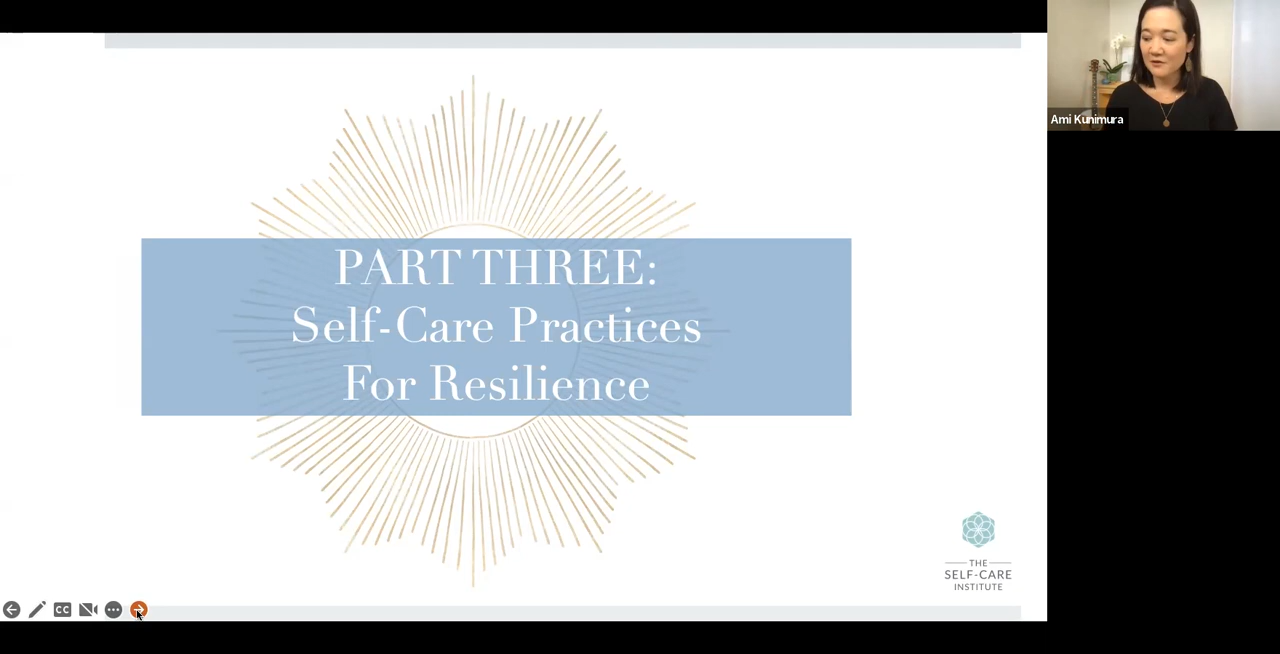 PART THREE:
Self-Care Practices
For Resilience
Ami Kunimura
THE
SELF-CARE
INSTITUTE
CC